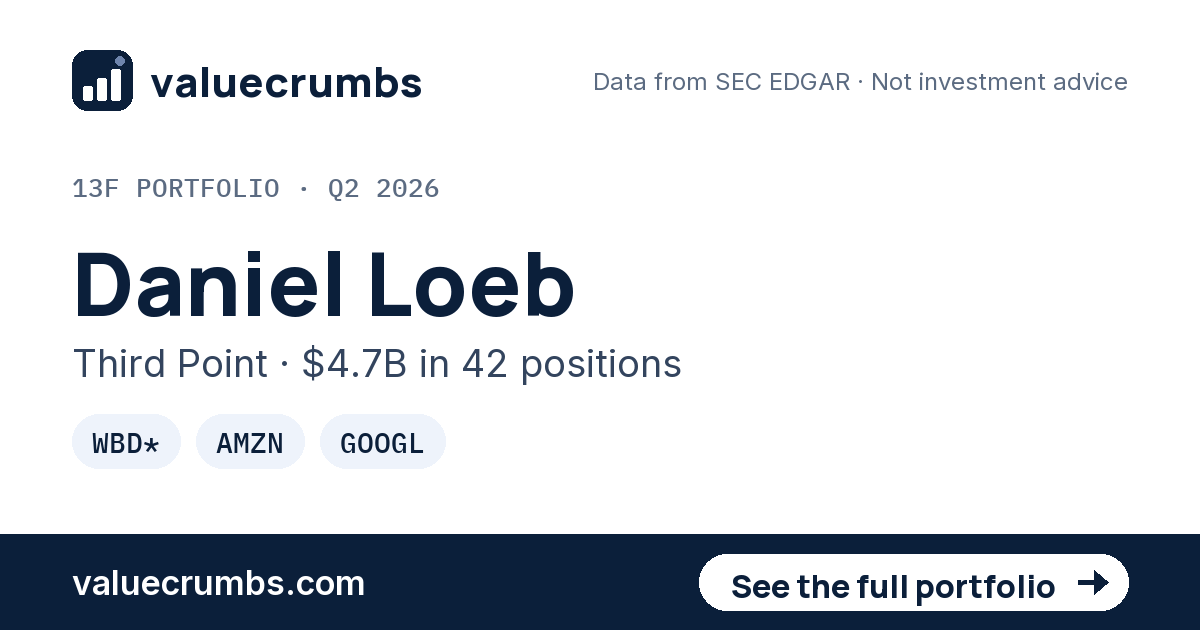 valuecrumbs
Data from SEC EDGAR · Not investment advice
13F PORTFOLIO · Q2 2026
Daniel Loeb
Third Point · $4.7B in 42 positions
WBD* AMZN GOOGL
valuecrumbs.com
See the full portfolio →